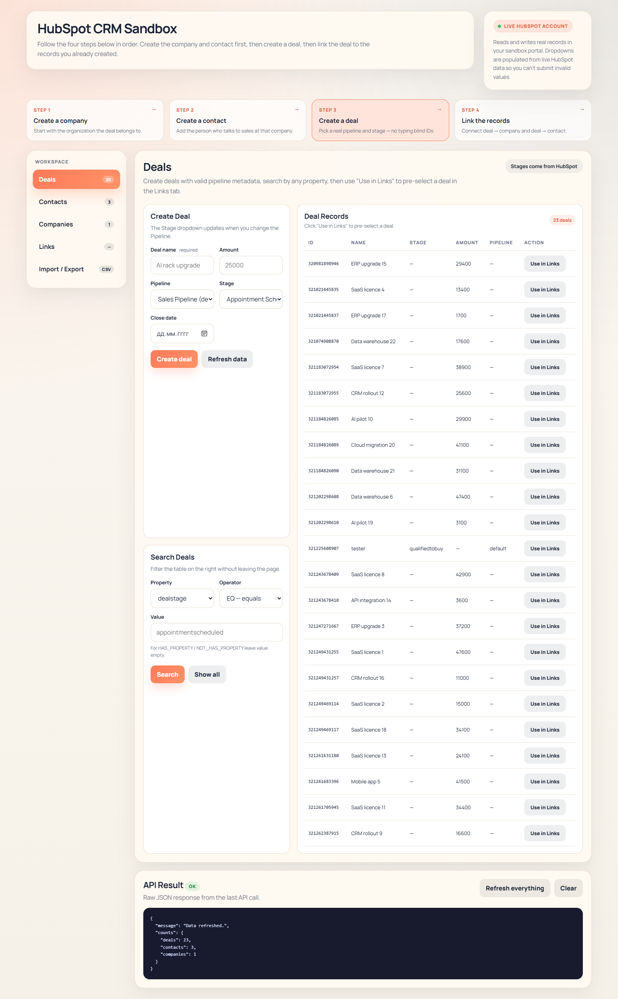 HubSpot CRM Sandbox
Follow the four steps below in order. Create the company and contact first, then create a deal, then link the deal to the
records you already created.
LIVE HUBSPOT ACCOUNT
Reads and writes real records in
your sandbox portal. Dropdowns
are populated from live HubSpot
data so you can't submit invalid
values.
STEP 1 →
Create a company
Start with the organization the deal belongs to.
STEP 2 →
Create a contact
Add the person who talks to sales at that company.
STEP 3 →
Create a deal
Pick a real pipeline and stage — no typing blind IDs.
STEP 4 →
Link the records
Connect deal → company and deal → contact.
WORKSPACE
Deals 23
Contacts 3
Companies 1
Links —
Import / Export CSV
Deals
Stages come from HubSpot
Create deals with valid pipeline metadata, search by any property, then use "Use in Links" to pre-select a deal in
the Links tab.
Create Deal
The Stage dropdown updates when you change the
Pipeline.
Deal name required Amount
AI rack upgrade 25000
Pipeline Stage
Sales Pipeline (de Appointment Sch
Close date
дд.мм.гггг
Create deal Refresh data
Search Deals
Filter the table on the right without leaving the page.
Property Operator
dealstage EQ — equals
Value
appointmentscheduled
For HAS_PROPERTY / NOT_HAS_PROPERTY leave value
empty.
Search Show all
Deal Records
Click "Use in Links" to pre-select a deal.
23 deals
ID NAME STAGE AMOUNT PIPELINE ACTION
320981898946 ERP upgrade 15 — 29400 — Use in Links
321021445835 SaaS licence 4 — 13400 — Use in Links
321021445837 ERP upgrade 17 — 1700 — Use in Links
321074908870 Data warehouse 22 — 17600 — Use in Links
321183072954 SaaS licence 7 — 38900 — Use in Links
321183072955 CRM rollout 12 — 25600 — Use in Links
321184826085 AI pilot 10 — 29900 — Use in Links
321184826089 Cloud migration 20 — 41100 — Use in Links
321184826090 Data warehouse 21 — 31100 — Use in Links
321202298608 Data warehouse 6 — 47400 — Use in Links
321202298610 AI pilot 19 — 3100 — Use in Links
321225608907 tester qualifiedtobuy — default Use in Links
321243678409 SaaS licence 8 — 42900 — Use in Links
321243678410 API integration 14 — 3600 — Use in Links
321247271667 ERP upgrade 3 — 37200 — Use in Links
321249431255 SaaS licence 1 — 47600 — Use in Links
321249431257 CRM rollout 16 — 11000 — Use in Links
321249469114 SaaS licence 2 — 15000 — Use in Links
321249469117 SaaS licence 18 — 34100 — Use in Links
321261631180 SaaS licence 13 — 24100 — Use in Links
321261683396 Mobile app 5 — 41500 — Use in Links
321261705945 SaaS licence 11 — 34400 — Use in Links
321262387915 CRM rollout 9 — 16600 — Use in Links
API Result OK
Raw JSON response from the last API call.
Refresh everything Clear
{
"message": "Data refreshed.",
"counts": {
"deals": 23,
"contacts": 3,
"companies": 1
}
}